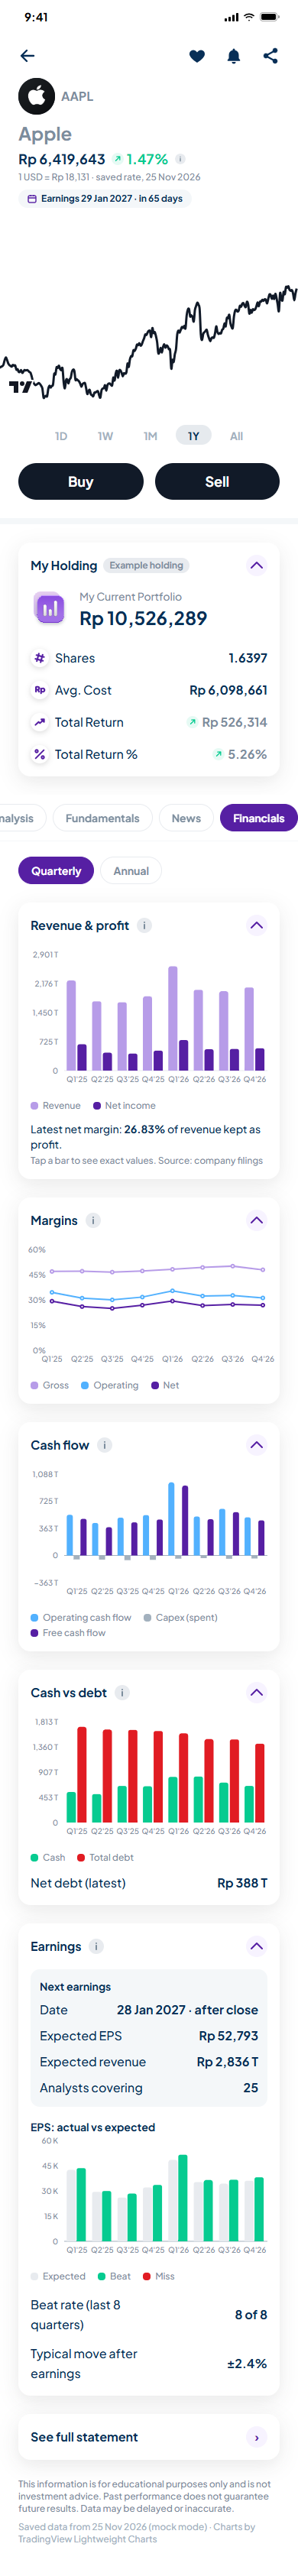 9:41
AAPL
Apple
Rp 6,419,643 1.47% i
1 USD = Rp 18,131 · saved rate, 25 Nov 2026
Earnings 29 Jan 2027 · in 65 days
1D 1W 1M 1Y All
Buy Sell
My Holding Example holding
My Current Portfolio
Rp 10,526,289
Shares 1.6397
Rp Avg. Cost Rp 6,098,661
Total Return Rp 526,314
Total Return % 5.26%
nalysis Fundamentals News Financials
Quarterly Annual
Revenue & profit i
2,901 T
2,176 T
1,450 T
725 T
0
Q1'25 Q2'25 Q3'25 Q4'25 Q1'26 Q2'26 Q3'26 Q4'26
Revenue Net income
Latest net margin: 26.83% of revenue kept as
profit.
Tap a bar to see exact values. Source: company filings
Margins i
60%
45%
30%
15%
0%
Q1'25 Q2'25 Q3'25 Q4'25 Q1'26 Q2'26 Q3'26 Q4'26
Gross Operating Net
Cash flow i
1,088 T
725 T
363 T
0
−363 T
Q1'25 Q2'25 Q3'25 Q4'25 Q1'26 Q2'26 Q3'26 Q4'26
Operating cash flow Capex (spent)
Free cash flow
Cash vs debt i
1,813 T
1,360 T
907 T
453 T
0
Q1'25 Q2'25 Q3'25 Q4'25 Q1'26 Q2'26 Q3'26 Q4'26
Cash Total debt
Net debt (latest) Rp 388 T
Earnings i
Next earnings
Date 28 Jan 2027 · after close
Expected EPS Rp 52,793
Expected revenue Rp 2,836 T
Analysts covering 25
EPS: actual vs expected
60 K
45 K
30 K
15 K
0
Q1'25 Q2'25 Q3'25 Q4'25 Q1'26 Q2'26 Q3'26 Q4'26
Expected Beat Miss
Beat rate (last 8
quarters) 8 of 8
Typical move after
earnings ±2.4%
See full statement ›
This information is for educational purposes only and is not
investment advice. Past performance does not guarantee
future results. Data may be delayed or inaccurate.
Saved data from 25 Nov 2026 (mock mode) · Charts by
TradingView Lightweight Charts